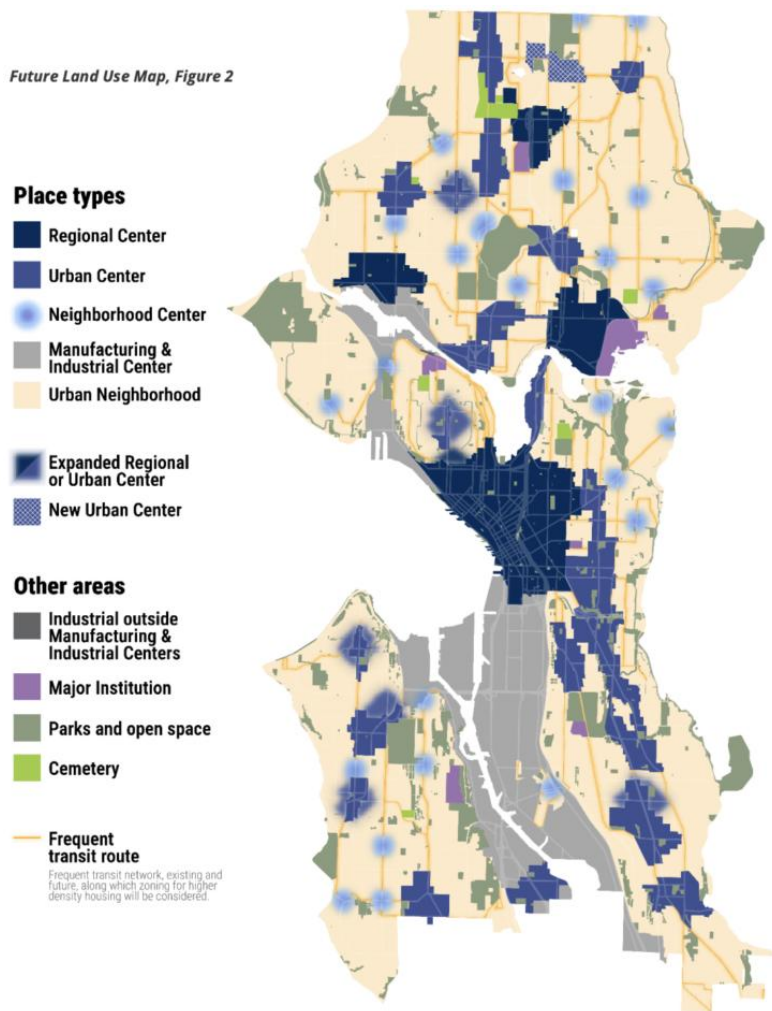 Future Land Use Map, Figure 2
Place types
Regional Center
Urban Center
Neighborhood Center
Manufacturing &
Industrial Center
Urban Neighborhood
Expanded Regional
or Urban Center
New Urban Center
Other areas
Industrial outside
Manufacturing &
Industrial Centers
Major Institution
Parks and open space
Cemetery
Frequent
transit route
Frequent transit network, existing and
future, along which zoning for higher
density housing will be considered.